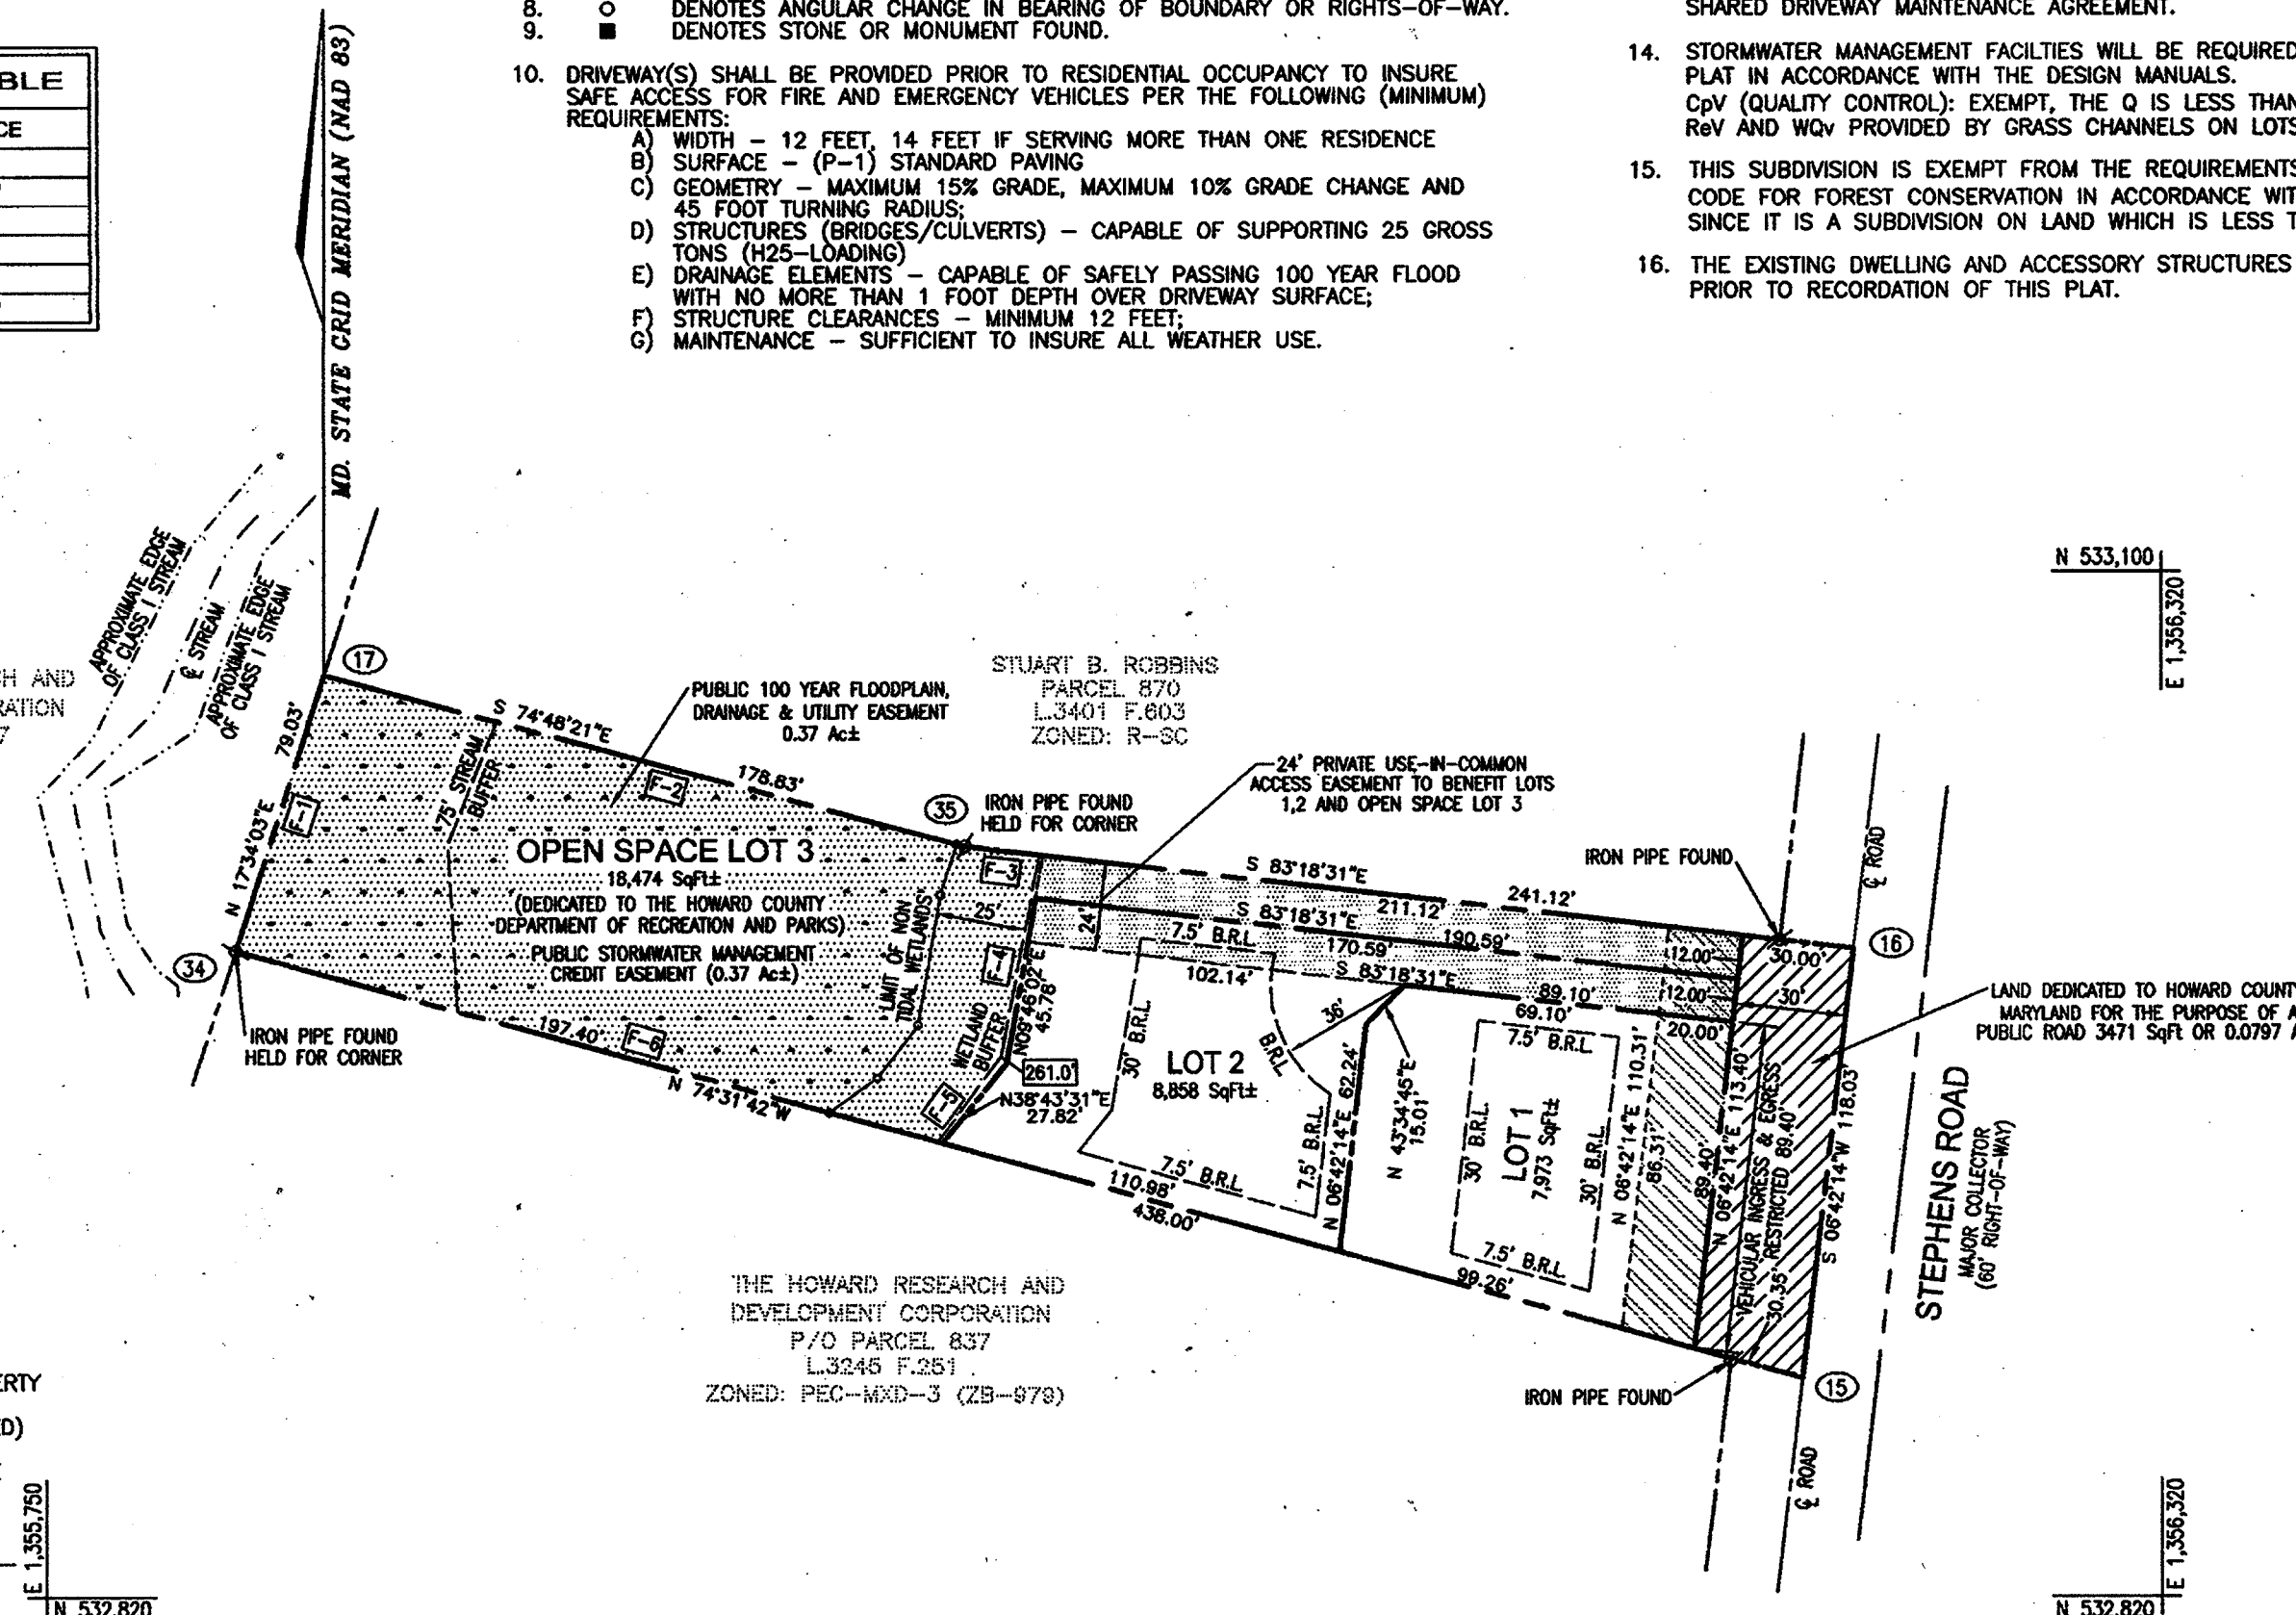 8. O DENOTES ANGULAR CHANGE IN BEARING OF BOUNDARY OR RIGHTS-OF-WAY.
9. ■ DENOTES STONE OR MONUMENT FOUND.
10. DRIVEWAY(S) SHALL BE PROVIDED PRIOR TO RESIDENTIAL OCCUPANCY TO INSURE
SAFE ACCESS FOR FIRE AND EMERGENCY VEHICLES PER THE FOLLOWING (MINIMUM)
REQUIREMENTS:
A) WIDTH - 12 FEET, 14 FEET IF SERVING MORE THAN ONE RESIDENCE
B) SURFACE - (P-1) STANDARD PAVING
C) GEOMETRY - MAXIMUM 15% GRADE, MAXIMUM 10% GRADE CHANGE AND
45 FOOT TURNING RADIUS;
D) STRUCTURES (BRIDGES/CULVERTS) - CAPABLE OF SUPPORTING 25 GROSS
TONS (H25-LOADING)
E) DRAINAGE ELEMENTS - CAPABLE OF SAFELY PASSING 100 YEAR FLOOD
WITH NO MORE THAN 1 FOOT DEPTH OVER DRIVEWAY SURFACE;
F) STRUCTURE CLEARANCES - MINIMUM 12 FEET;
G) MAINTENANCE - SUFFICIENT TO INSURE ALL WEATHER USE.
SHARED DRIVEWAY MAINTENANCE AGREEMENT.
14. STORMWATER MANAGEMENT FACILTIES WILL BE REQUIRED
PLAT IN ACCORDANCE WITH THE DESIGN MANUALS.
CpV (QUALITY CONTROL): EXEMPT, THE Q IS LESS THAN
ReV AND WQv PROVIDED BY GRASS CHANNELS ON LOTS
15. THIS SUBDIVISION IS EXEMPT FROM THE REQUIREMENTS
CODE FOR FOREST CONSERVATION IN ACCORDANCE WIT
SINCE IT IS A SUBDIVISION ON LAND WHICH IS LESS T
16. THE EXISTING DWELLING AND ACCESSORY STRUCTURES
PRIOR TO RECORDATION OF THIS PLAT.
BLE
CE
MD. STATE GRID MERIDIAN (NAD 83)
N 533,100
E 1,356,320
APPROXIMATE EDGE
OF CLASS I STREAM
℄ STREAM
APPROXIMATE EDGE
OF CLASS I STREAM
CH AND
RATION
7
17
79.03'
N 17°34'03"E
F-1
34
IRON PIPE FOUND
HELD FOR CORNER
S 74°48'21"E
178.83'
F-2
75' STREAM
BUFFER
PUBLIC 100 YEAR FLOODPLAIN,
DRAINAGE & UTILITY EASEMENT
0.37 Ac±
STUART B. ROBBINS
PARCEL 870
L.3401 F.603
ZONED: R-SC
35
IRON PIPE FOUND
HELD FOR CORNER
24' PRIVATE USE-IN-COMMON
ACCESS EASEMENT TO BENEFIT LOTS
1,2 AND OPEN SPACE LOT 3
OPEN SPACE LOT 3
18,474 SqFt±
(DEDICATED TO THE HOWARD COUNTY
DEPARTMENT OF RECREATION AND PARKS)
PUBLIC STORMWATER MANAGEMENT
CREDIT EASEMENT (0.37 Ac±)
LIMIT OF NON
TIDAL WETLANDS
25'
F-3
F-4
F-5
WETLAND
BUFFER
197.40'
F-6
N 74°31'42"W
N09°46'02"E
45.78'
261.0'
N38°43'31"E
27.82'
S 83°18'31"E
241.12'
S 83°18'31"E
211.12'
24'
7.5' B.R.L.
170.59'
190.59'
102.14'
S 83°18'31"E
89.10'
69.10'
20.00'
12.00'
12.00'
IRON PIPE FOUND
30.00'
30'
16
℄ ROAD
LAND DEDICATED TO HOWARD COUNT
MARYLAND FOR THE PURPOSE OF A
PUBLIC ROAD 3471 SqFt OR 0.0797 A
30' B.R.L.
36'
B.R.L.
LOT 2
8,858 SqFt±
7.5' B.R.L.
7.5' B.R.L.
N 06°42'14"E 62.24'
N 43°34'45"E
15.01'
7.5' B.R.L.
30' B.R.L.
LOT 1
7,973 SqFt±
30' B.R.L.
7.5' B.R.L.
N 06°42'14"E 110.31'
86.31'
89.40'
N 06°42'14"E 113.40'
VEHICULAR INGRESS & EGRESS
RESTRICTED 89.40'
30.35'
S 06°42'14"W 118.03'
STEPHENS ROAD
MAJOR COLLECTOR
(60' RIGHT-OF-WAY)
110.98'
438.00'
99.26'
THE HOWARD RESEARCH AND
DEVELOPMENT CORPORATION
P/O PARCEL 837
L.3245 F.251
ZONED: PEC-MXD-3 (ZB-979)
IRON PIPE FOUND
15
℄ ROAD
ERTY
ED)
E 1,355,750
N 532,820
E 1,356,320
N 532,820